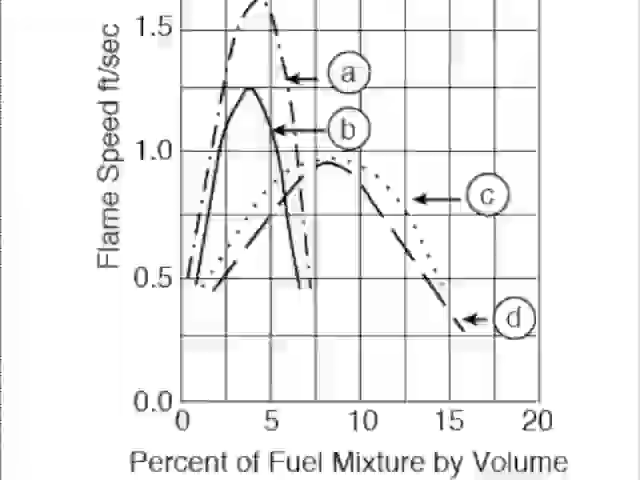 Flame Speed ft/sec
1.5
a
b
1.0
c
0.5
d
0.0
0 5 10 15 20
Percent of Fuel Mixture by Volume